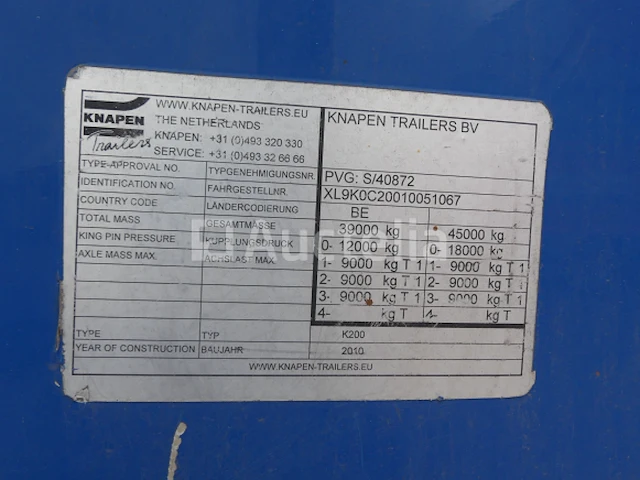 KNAPEN
Trailers
WWW.KNAPEN-TRAILERS.EU
THE NETHERLANDS
KNAPEN: +31 (0)493 320 330
SERVICE: +31 (0)493 32 66 66
KNAPEN TRAILERS BV
TYPE-APPROVAL NO. TYPGENEHMIGUNGSNR. PVG: S/40872
IDENTIFICATION NO. FAHRGESTELLNR. XL9K0C20010051067
COUNTRY CODE LANDERCODIERUNG BE
TOTAL MASS GESAMTMASSE 39000 kg 45000 kg
KING PIN PRESSURE KUPPLUNGSDRUCK 0- 12000 kg 0- 18000 kg
AXLE MASS MAX. ACHSLAST MAX. 1- 9000 kg T 1 1- 9000 kg T 1
2- 9000 kg T 1 2- 9000 kg T 1
3- 9000 kg T 1 3- 9000 kg T 1
4- kg T 4- kg T
TYPE TYP K200
YEAR OF CONSTRUCTION BAUJAHR 2010
WWW.KNAPEN-TRAILERS.EU